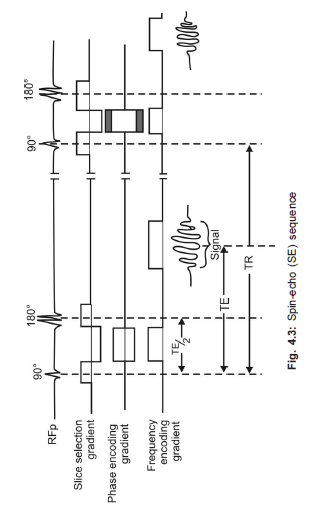 90°
180°
90°
180°
RFp
Slice selection
gradient
Phase encoding
gradient
Frequency
encoding
gradient
Signal
TE/2
TE
TR
Fig. 4.3: Spin-echo (SE) sequence